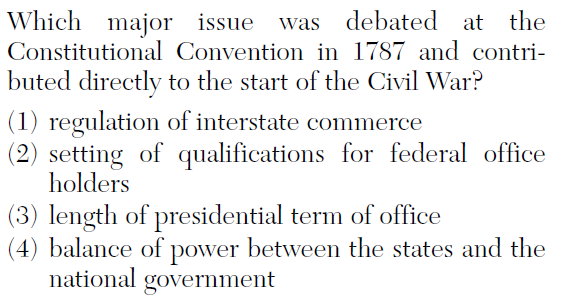 Which major issue was debated at the
Constitutional Convention in 1787 and contri-
buted directly to the start of the Civil War?
(1) regulation of interstate commerce
(2) setting of qualifications for federal office
holders
(3) length of presidential term of office
(4) balance of power between the states and the
national government